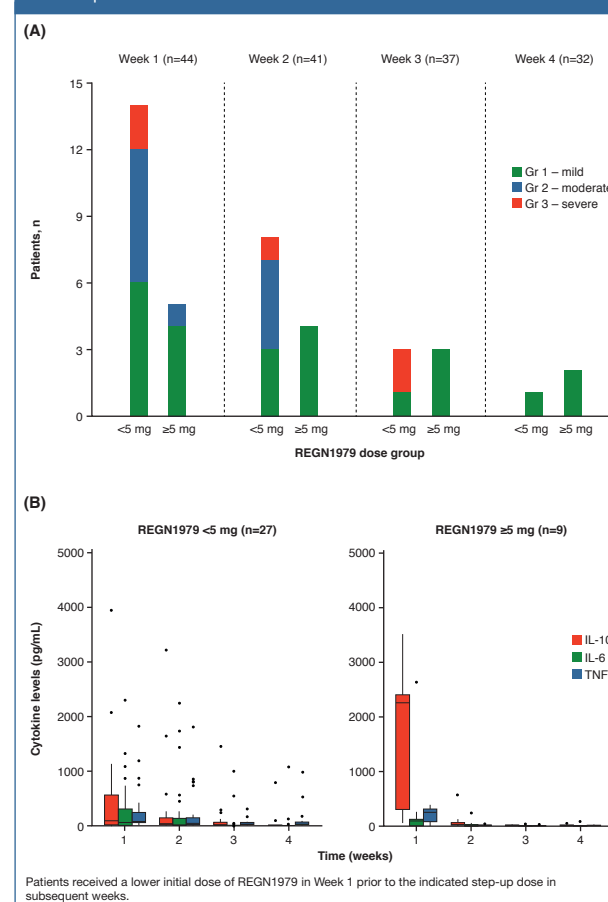 (A)
Week 1 (n=44) Week 2 (n=41) Week 3 (n=37) Week 4 (n=32)
15
12
9
6
3
0
Patients, n
Gr 1 – mild
Gr 2 – moderate
Gr 3 – severe
<5 mg ≥5 mg <5 mg ≥5 mg <5 mg ≥5 mg <5 mg ≥5 mg
REGN1979 dose group
(B)
REGN1979 <5 mg (n=27) REGN1979 ≥5 mg (n=9)
5000 5000
4000 4000
3000 3000
2000 2000
1000 1000
0 0
Cytokine levels (pg/mL)
IL-10
IL-6
TNF
1 2 3 4 1 2 3 4
Time (weeks)
Patients received a lower initial dose of REGN1979 in Week 1 prior to the indicated step-up dose in
subsequent weeks.